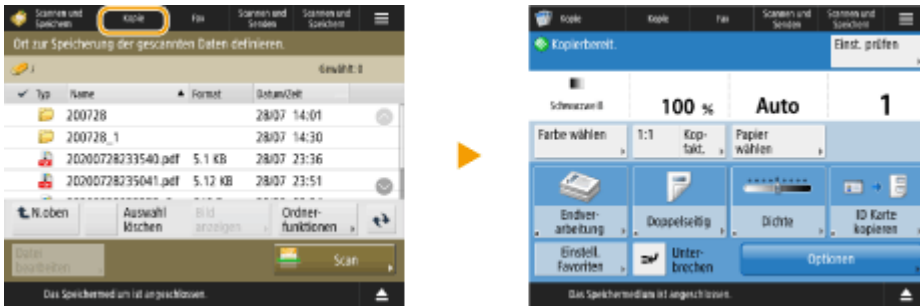 Scannen und Speichern
Kopie
Fax
Scannen und Senden
Scannen und Speichern
Ort zur Speicherung der gescannten Daten definieren.
/
Gewählt: 0
Typ Name Format Datum/Zeit
200728 28/07 14:01
200728_1 28/07 14:30
20200728233540.pdf 5.1 KB 28/07 23:36
20200728235041.pdf 5.12 KB 28/07 23:51
N.oben
Auswahl
löschen
Bild
anzeigen
Ordner-
funktionen
Datei
bearbeiten
Scan
Das Speichermedium ist angeschlossen.
Kopie
Kopie
Fax
Scannen und Senden
Scannen und Speichern
Kopierbereit.
Einst. prüfen
100 %
Auto
1
Farbe wählen
1:1 Kop-
fakt.
Papier
wählen
Endver-
arbeitung
Doppelseitig
Dichte
ID Karte
kopieren
Einstell.
Favoriten
Unter-
brechen
Optionen
Das Speichermedium ist angeschlossen.